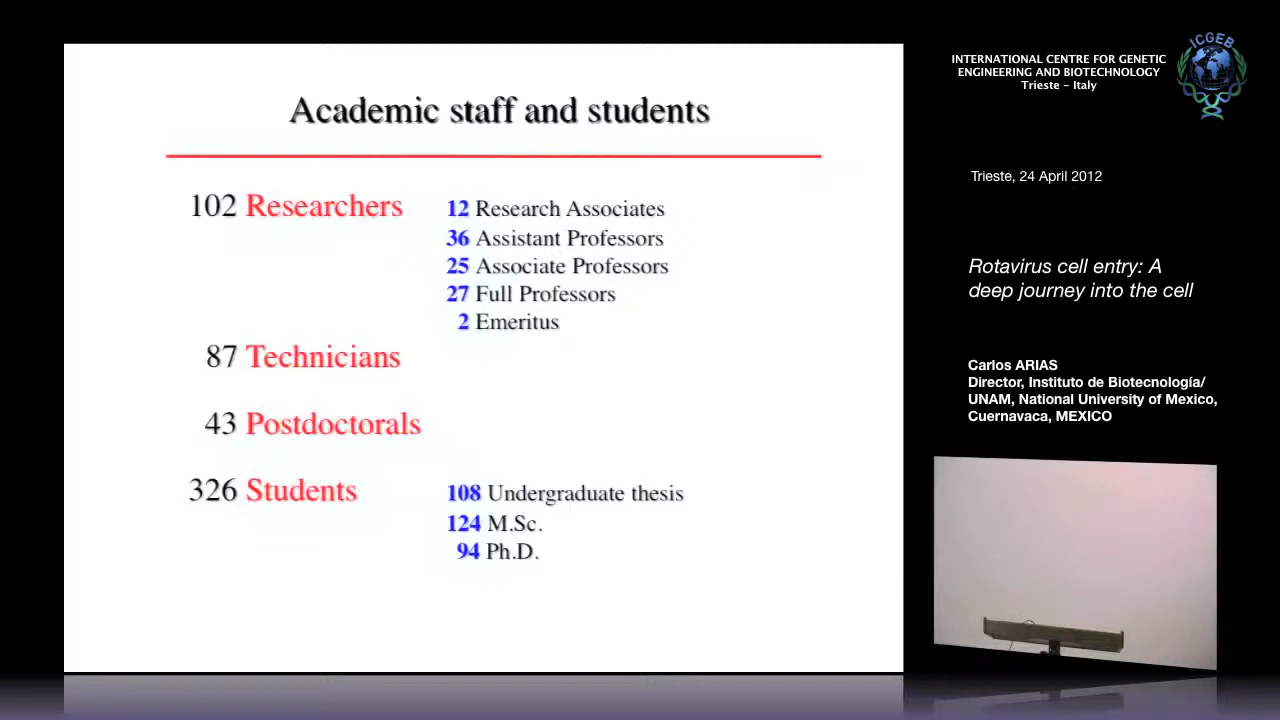 Academic staff and students
102 Researchers
12 Research Associates
36 Assistant Professors
25 Associate Professors
27 Full Professors
2 Emeritus
87 Technicians
43 Postdoctorals
326 Students
108 Undergraduate thesis
124 M.Sc.
94 Ph.D.
INTERNATIONAL CENTRE FOR GENETIC
ENGINEERING AND BIOTECHNOLOGY
Trieste - Italy
ICGEB
Trieste, 24 April 2012
Rotavirus cell entry: A
deep journey into the cell
Carlos ARIAS
Director, Instituto de Biotecnología/
UNAM, National University of Mexico,
Cuernavaca, MEXICO